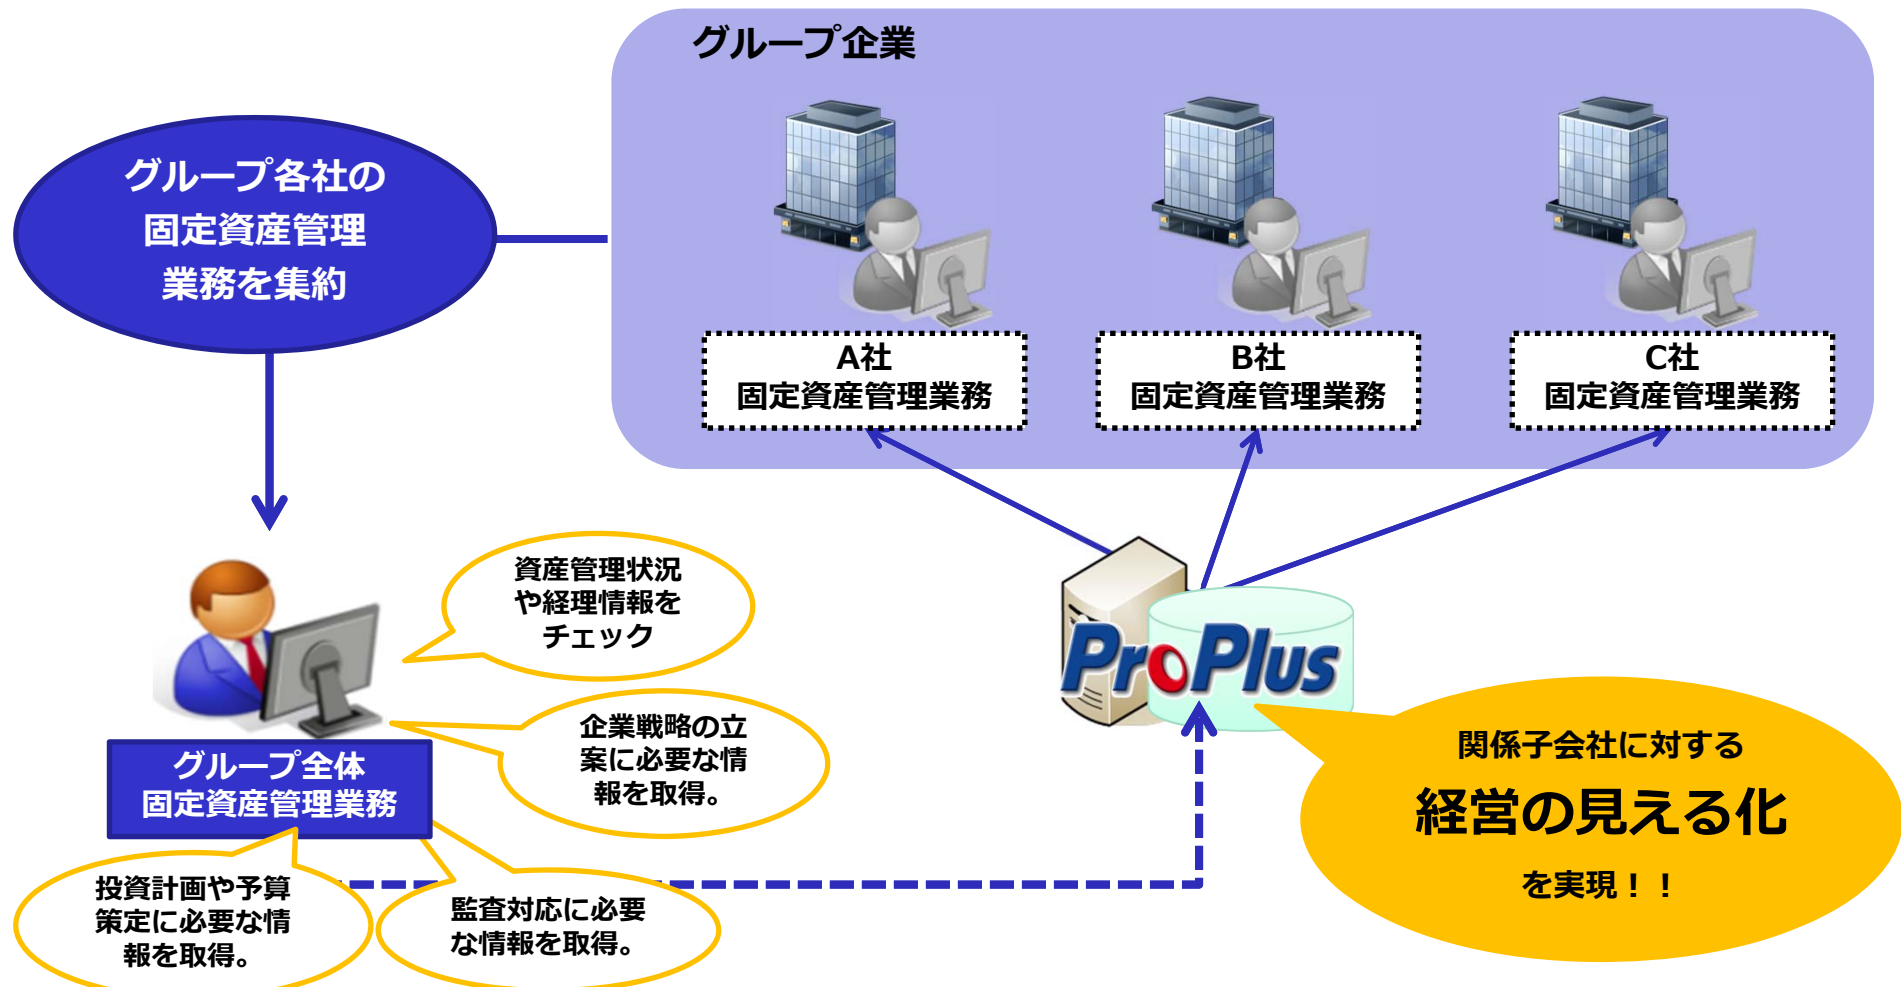 グループ企業
グループ各社の
固定資産管理
業務を集約
A社
固定資産管理業務
B社
固定資産管理業務
C社
固定資産管理業務
資産管理状況
や経理情報を
チェック
ProPlus
企業戦略の立
案に必要な情
報を取得。
グループ全体
固定資産管理業務
関係子会社に対する
経営の見える化
を実現！！
投資計画や予算
策定に必要な情
報を取得。
監査対応に必要
な情報を取得。